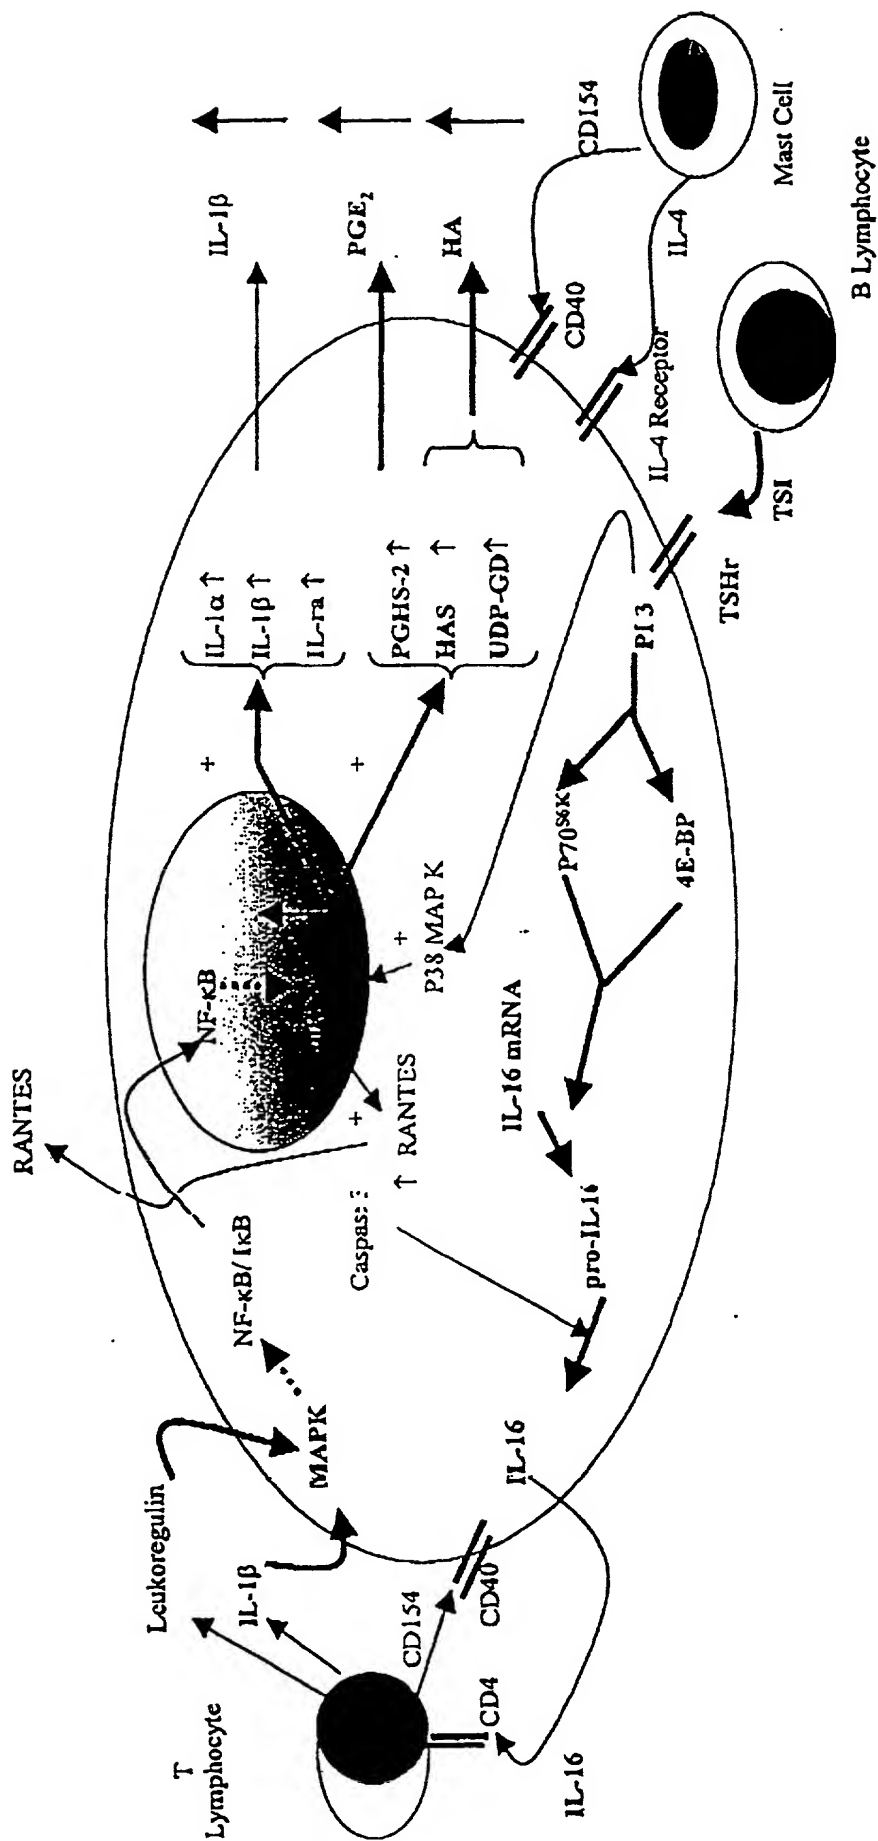 T
Lymphocyte
Leukoregulin
IL-1β
CD154
CD40
CD4
IL-16
IL-16
MAPK
NF-κB/IκB
RANTES
NF-κB
Caspase 3
↑ RANTES
+
+
P38 MAPK
+
+
IL-1α↑
IL-1β↑
IL-ra↑
PGHS-2↑
HAS ↑
UDP-GD↑
IL-1β
PGE2
HA
IL-16 mRNA
pro-IL-16
P70S6K
4E-BP
PI3
TSHr
TSI
IL-4 Receptor
CD40
IL-4
CD154
Mast Cell
B Lymphocyte